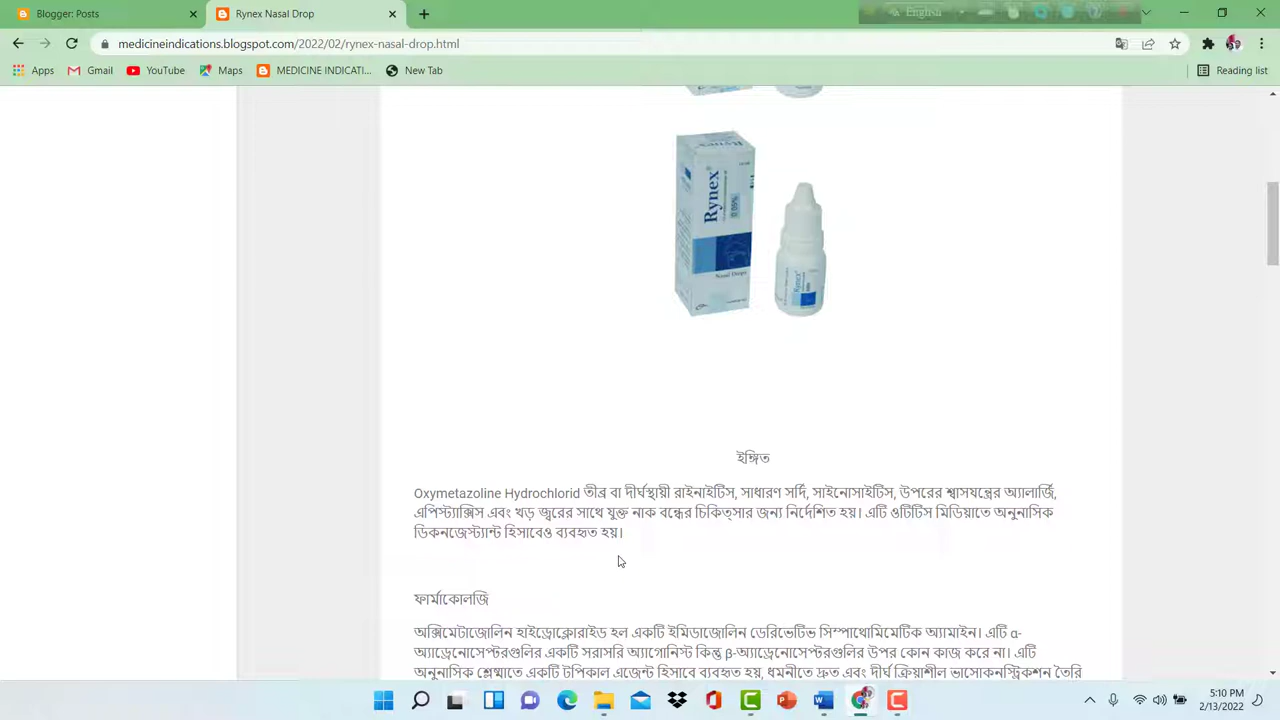 Blogger: Posts
Rynex Nasal Drop
English
medicineindications.blogspot.com/2022/02/rynex-nasal-drop.html
Apps
Gmail
YouTube
Maps
MEDICINE INDICATI...
New Tab
Reading list
Rynex
0.05%
Nasal Drops
Rynex
ইঙ্গিত
Oxymetazoline Hydrochlorid তীব্র বা দীর্ঘস্থায়ী রাইনাইটিস, সাধারণ সর্দি, সাইনোসাইটিস, উপরের শ্বাসযন্ত্রের অ্যালার্জি,
এপিস্ট্যাক্সিস এবং খড় জ্বরের সাথে যুক্ত নাক বন্ধের চিকিত্সার জন্য নির্দেশিত হয়। এটি ওটিটিস মিডিয়াতে অনুনাসিক
ডিকনজেস্ট্যান্ট হিসাবেও ব্যবহৃত হয়।
ফার্মাকোলজি
অক্সিমেটাজোলিন হাইড্রোক্লোরাইড হল একটি ইমিডাজোলিন ডেরিভেটিভ সিম্পাথোমিমেটিক অ্যামাইন। এটি α-
অ্যাড্রেনোসেপ্টরগুলির একটি সরাসরি অ্যাগোনিস্ট কিন্তু β-অ্যাড্রেনোসেপ্টরগুলির উপর কোন কাজ করে না। এটি
অনুনাসিক শ্লেষ্মাতে একটি টপিকাল এজেন্ট হিসাবে ব্যবহৃত হয়, ধমনীতে দ্রুত এবং দীর্ঘ ক্রিয়াশীল ভাসোকনস্ট্রিকশন তৈরি
5:10 PM
2/13/2022